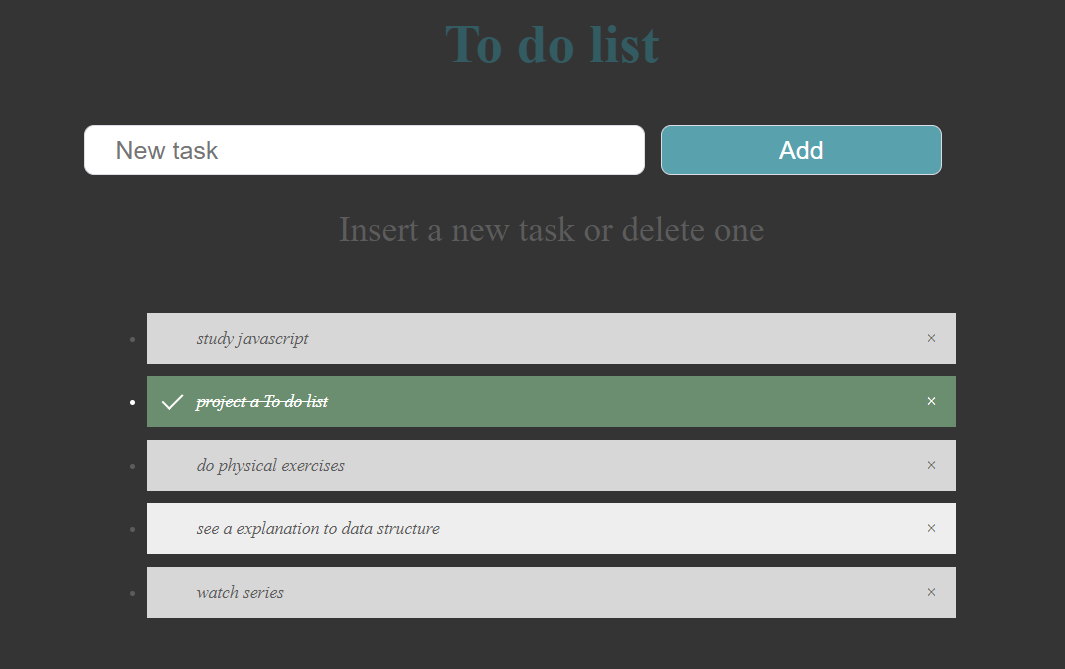 To do list
New task
Add
Insert a new task or delete one
study javascript ×
project a To do list ×
do physical exercises ×
see a explanation to data structure ×
watch series ×